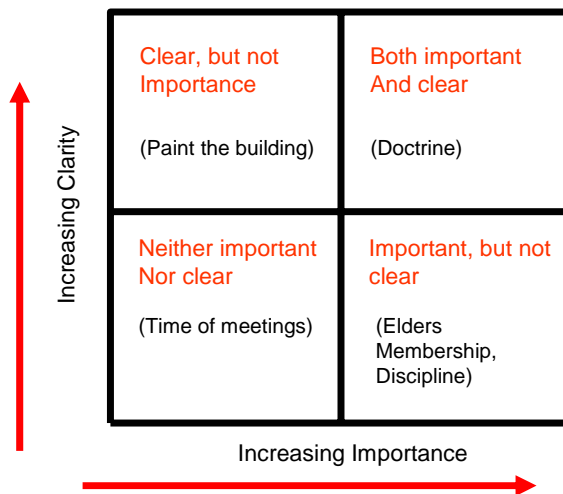 Clear, but not
Importance
(Paint the building)
Both important
And clear
(Doctrine)
Increasing Clarity
Neither important
Nor clear
(Time of meetings)
Important, but not
clear
(Elders
Membership,
Discipline)
Increasing Importance